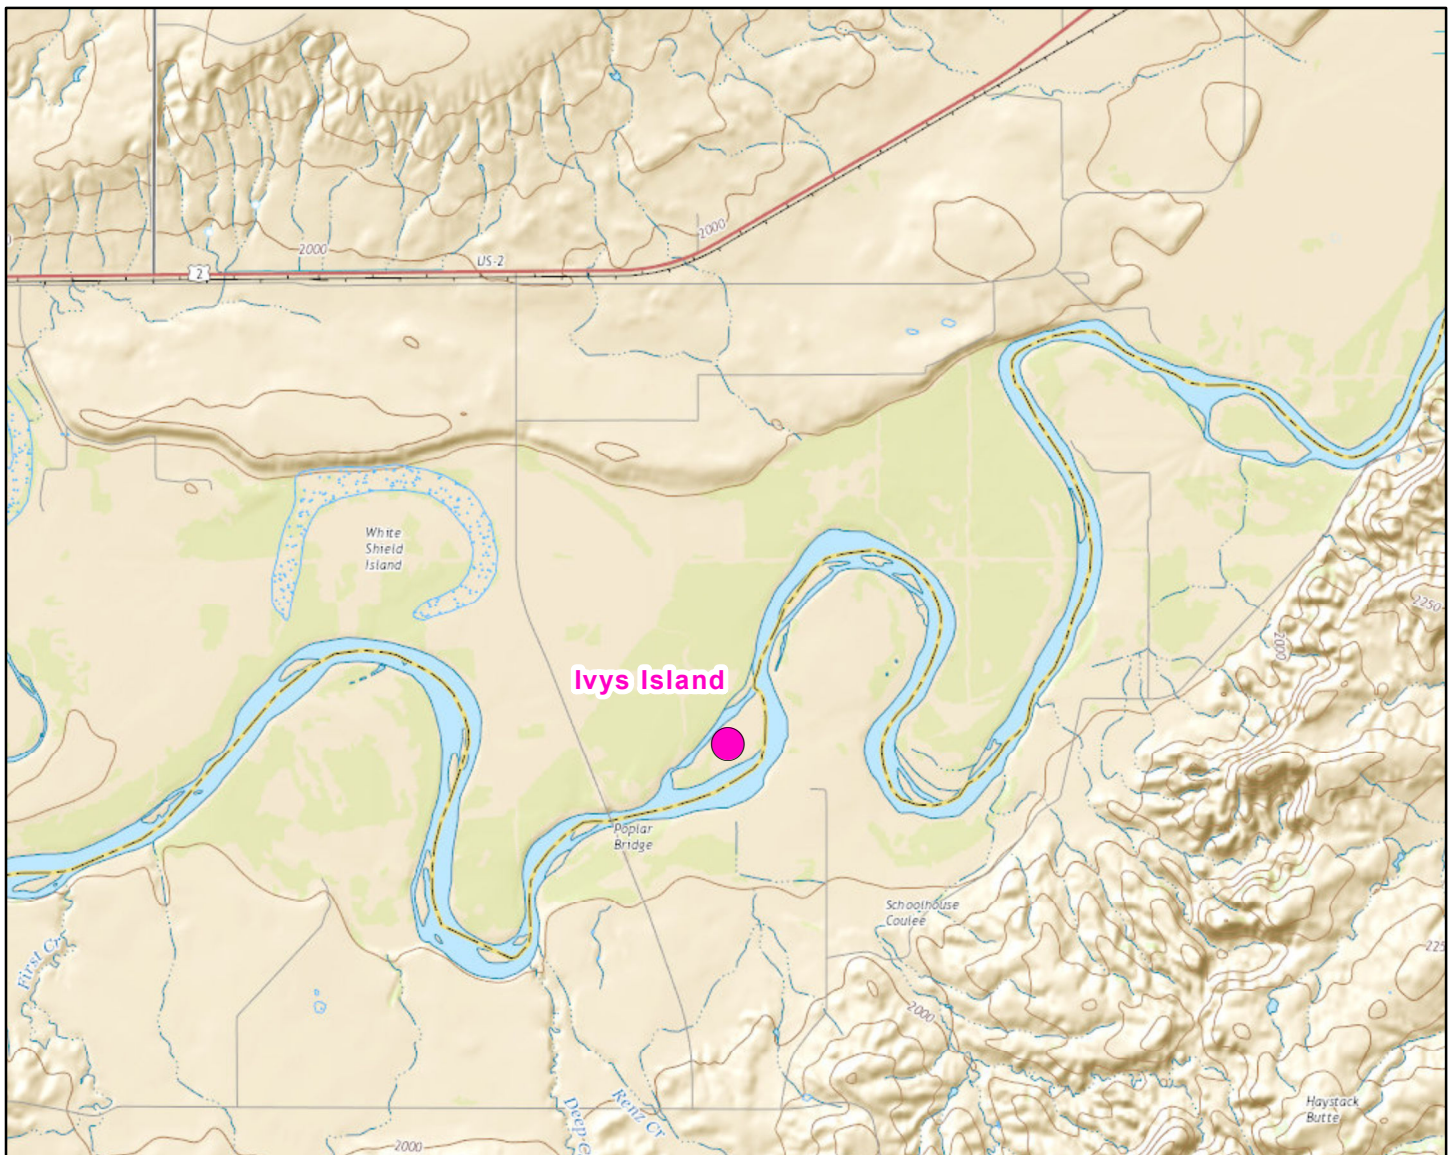 2000
US-2
2
2000
White
Shield
Island
2250
2000
Ivys Island
Poplar
Bridge
Schoolhouse
Coulee
First Cr
225
2000
Renz Cr
Deep
Haystack
Butte
2000